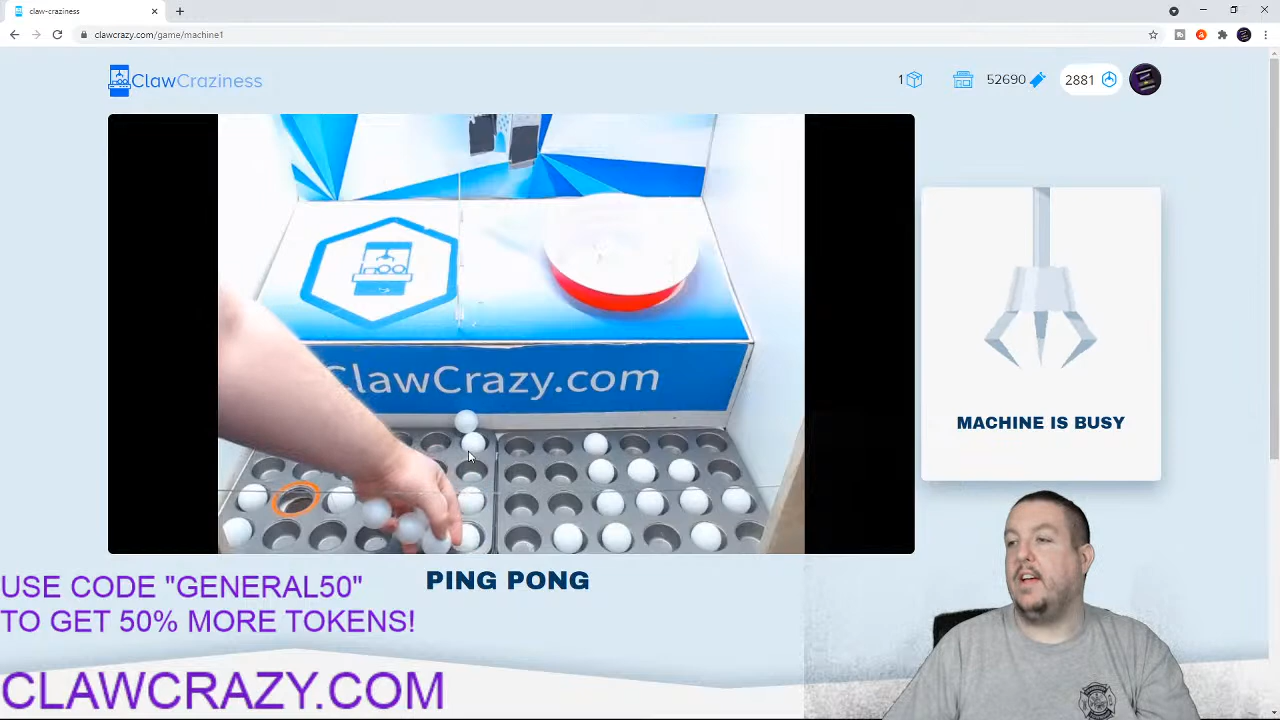 claw-craziness
clawcrazy.com/game/machine1
ClawCraziness
1
52690
2881
ClawCrazy.com
MACHINE IS BUSY
PING PONG
USE CODE "GENERAL50"
TO GET 50% MORE TOKENS!
CLAWCRAZY.COM